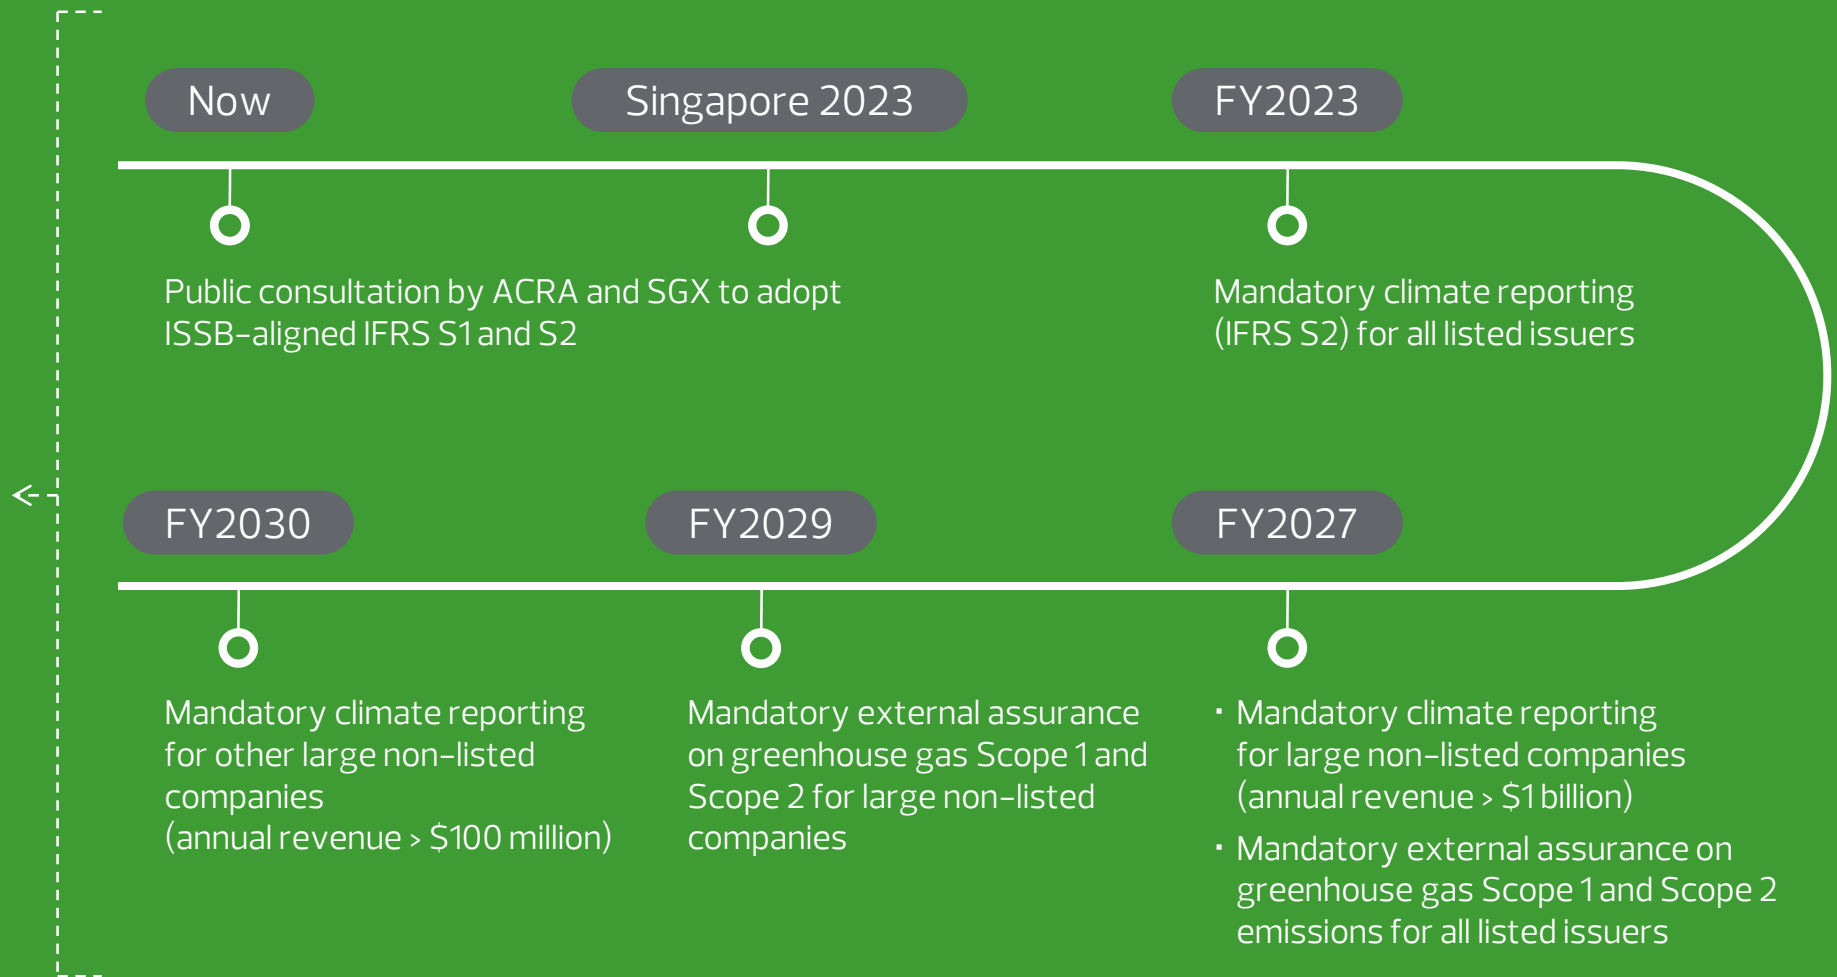 Now
Singapore 2023
FY2023
Public consultation by ACRA and SGX to adopt
ISSB-aligned IFRS S1 and S2
Mandatory climate reporting
(IFRS S2) for all listed issuers
FY2030
FY2029
FY2027
Mandatory climate reporting
for other large non-listed
companies
(annual revenue > $100 million)
Mandatory external assurance
on greenhouse gas Scope 1 and
Scope 2 for large non-listed
companies
· Mandatory climate reporting
for large non-listed companies
(annual revenue > $1 billion)
· Mandatory external assurance on
greenhouse gas Scope 1 and Scope 2
emissions for all listed issuers